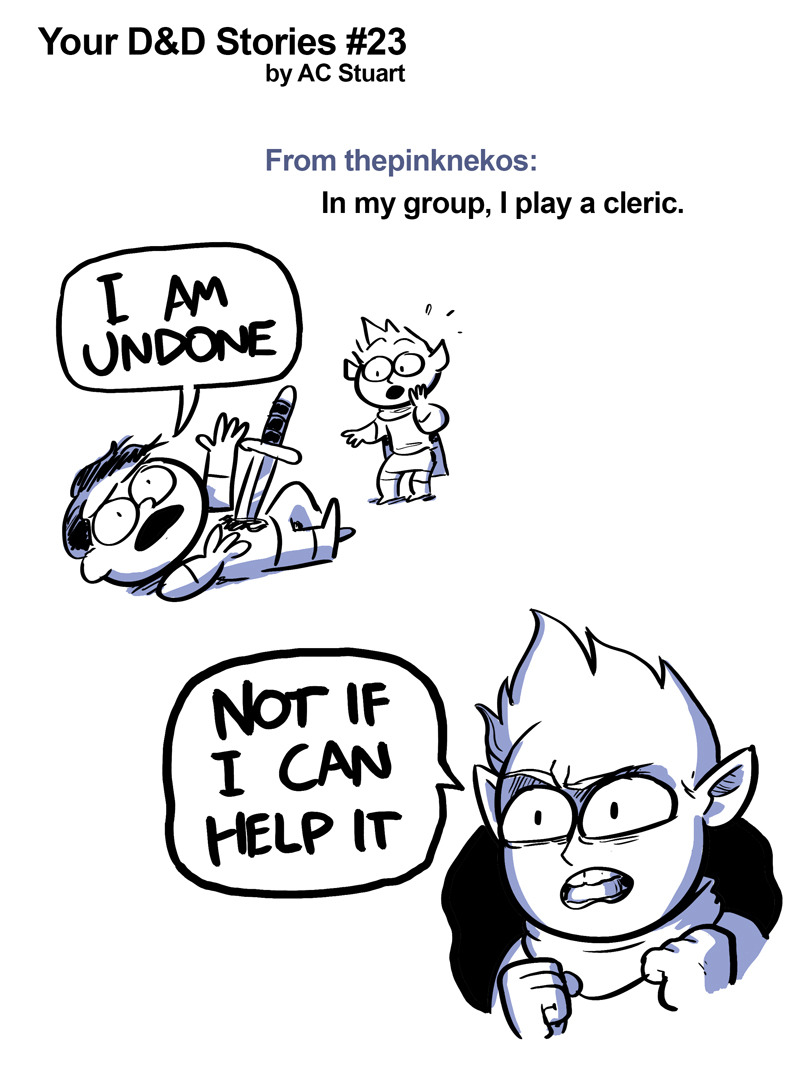 Your D&D Stories #23
by AC Stuart
From thepinknekos:
In my group, I play a cleric.
I AM
UNDONE
NOT IF
I CAN
HELP IT